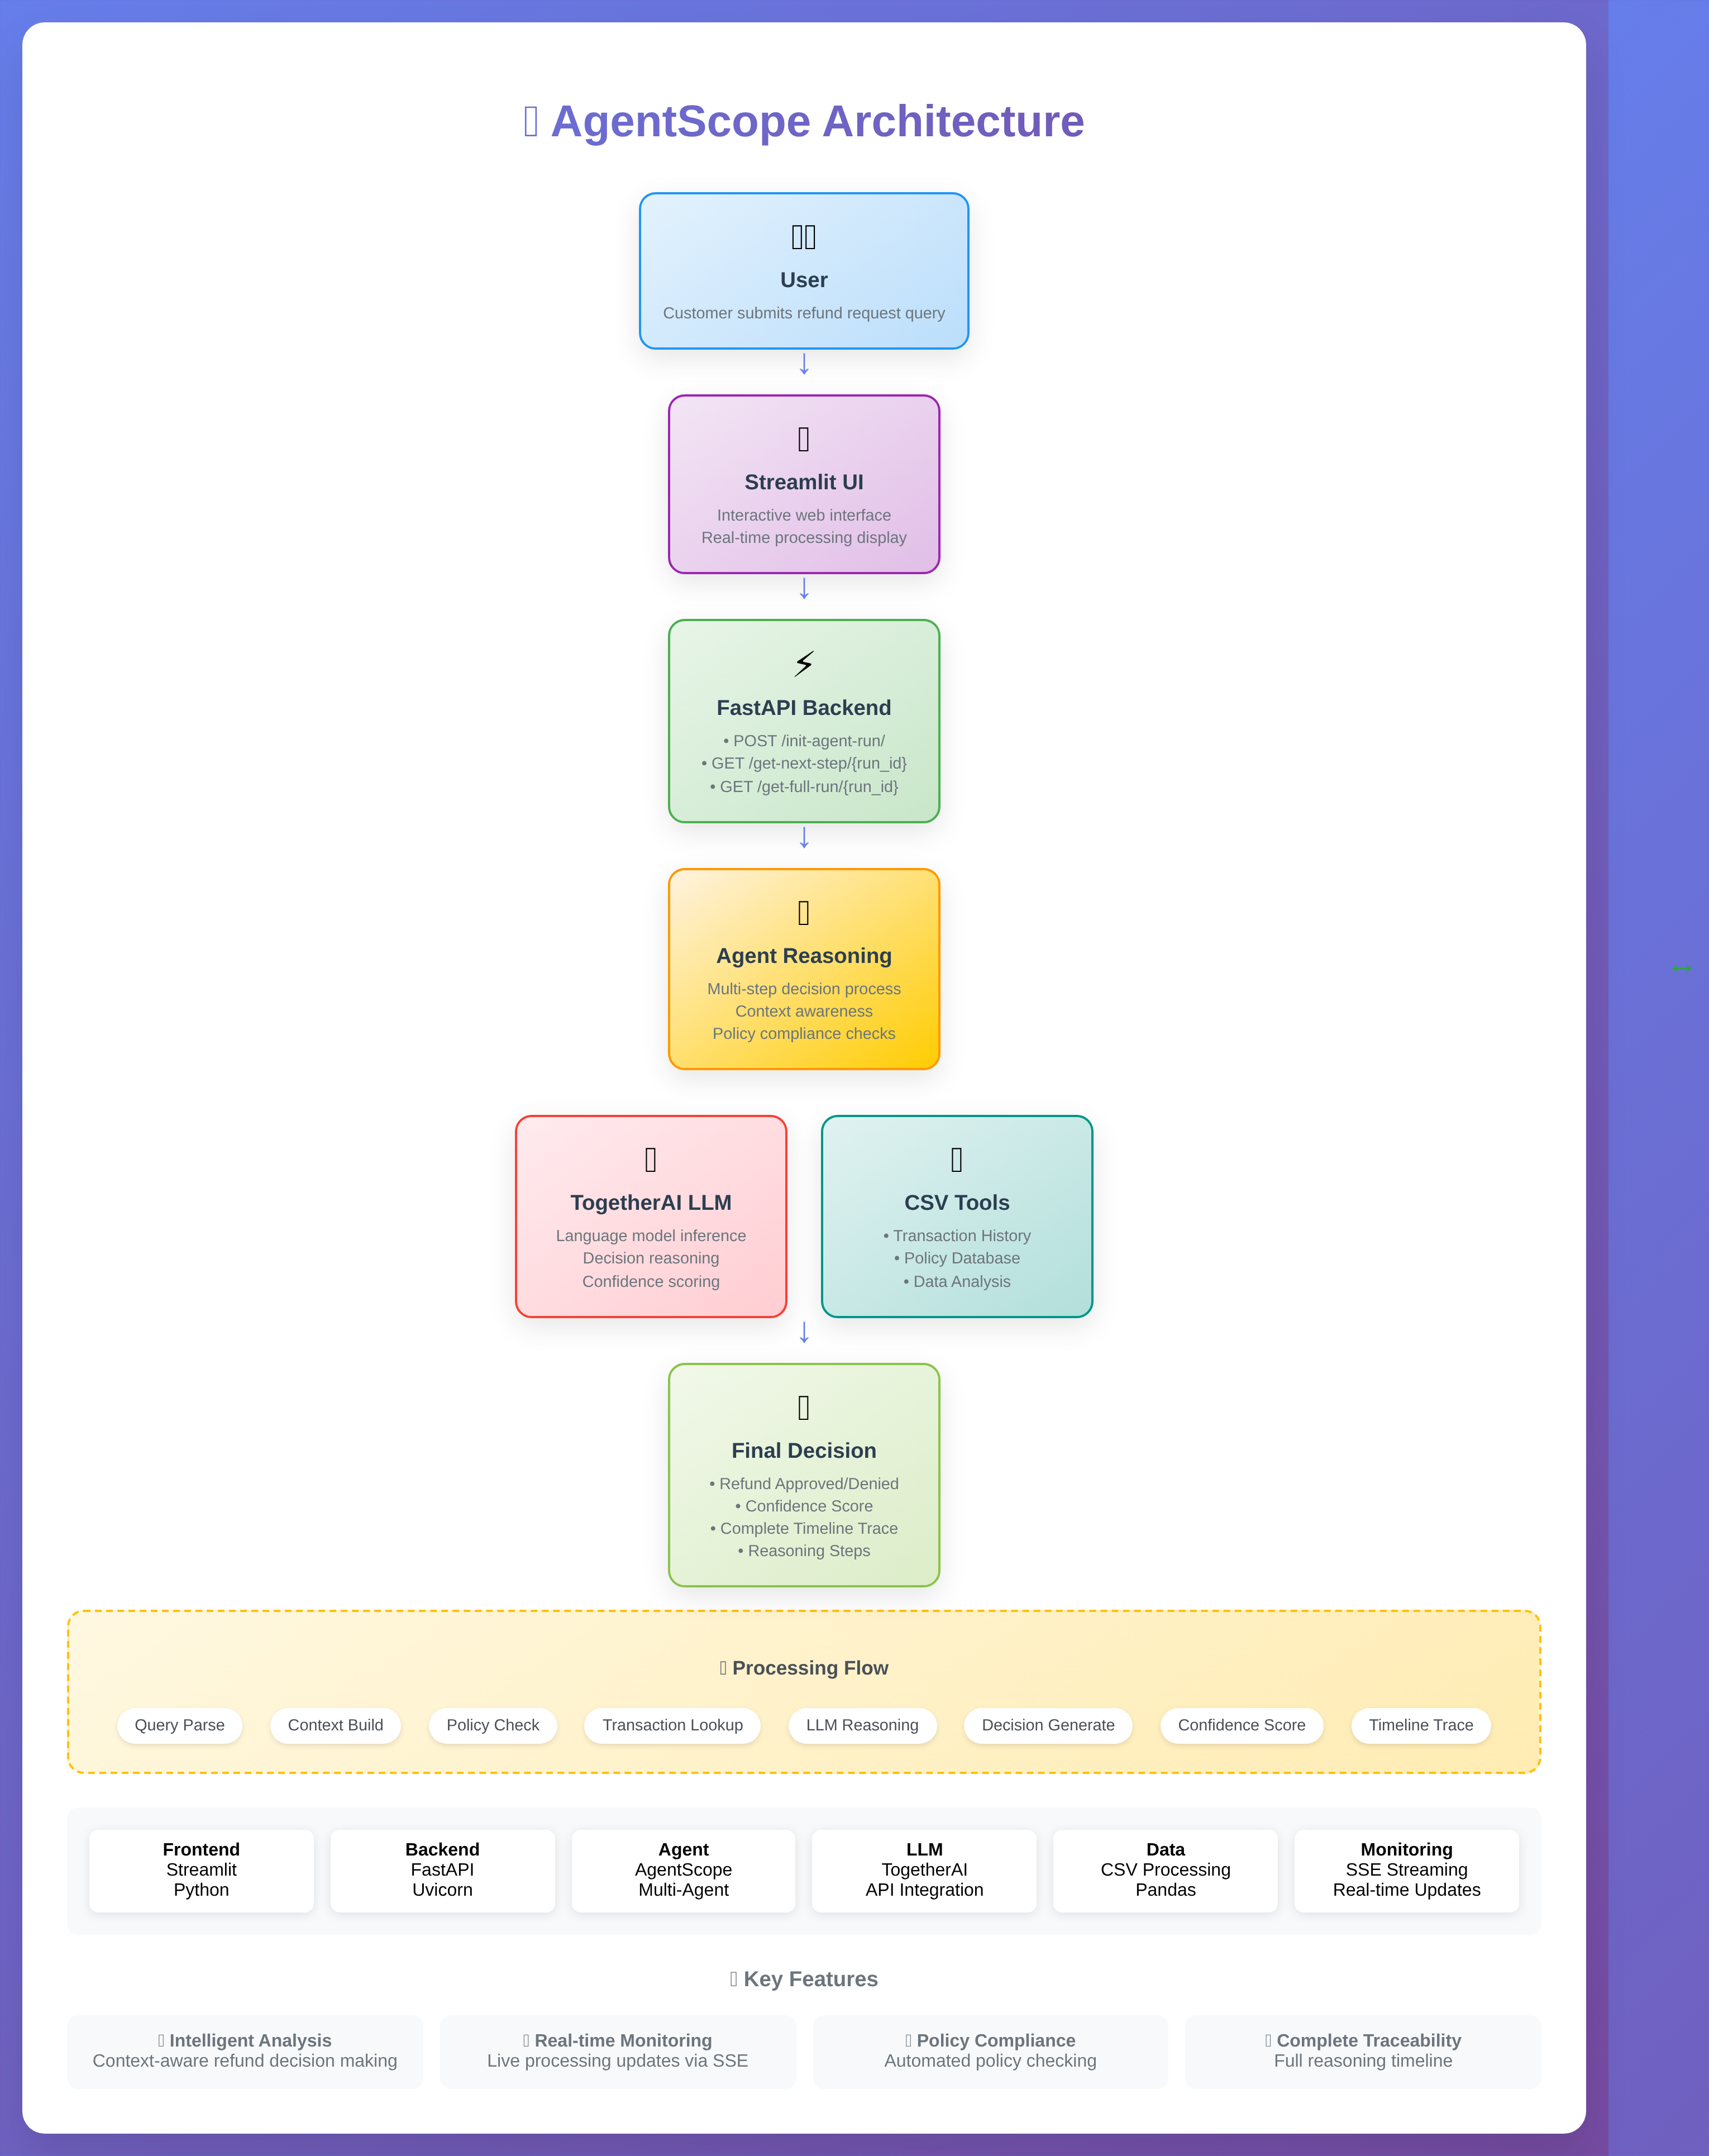 AgentScope Architecture
User
Customer submits refund request query
↓
Streamlit UI
Interactive web interface
Real-time processing display
↓
⚡
FastAPI Backend
• POST /init-agent-run/
• GET /get-next-step/{run_id}
• GET /get-full-run/{run_id}
↓
Agent Reasoning
Multi-step decision process
Context awareness
Policy compliance checks
↔
TogetherAI LLM
Language model inference
Decision reasoning
Confidence scoring
CSV Tools
• Transaction History
• Policy Database
• Data Analysis
↓
Final Decision
• Refund Approved/Denied
• Confidence Score
• Complete Timeline Trace
• Reasoning Steps
Processing Flow
Query Parse Context Build Policy Check Transaction Lookup LLM Reasoning Decision Generate Confidence Score Timeline Trace
Frontend
Streamlit
Python
Backend
FastAPI
Uvicorn
Agent
AgentScope
Multi-Agent
LLM
TogetherAI
API Integration
Data
CSV Processing
Pandas
Monitoring
SSE Streaming
Real-time Updates
Key Features
Intelligent Analysis
Context-aware refund decision making
Real-time Monitoring
Live processing updates via SSE
Policy Compliance
Automated policy checking
Complete Traceability
Full reasoning timeline